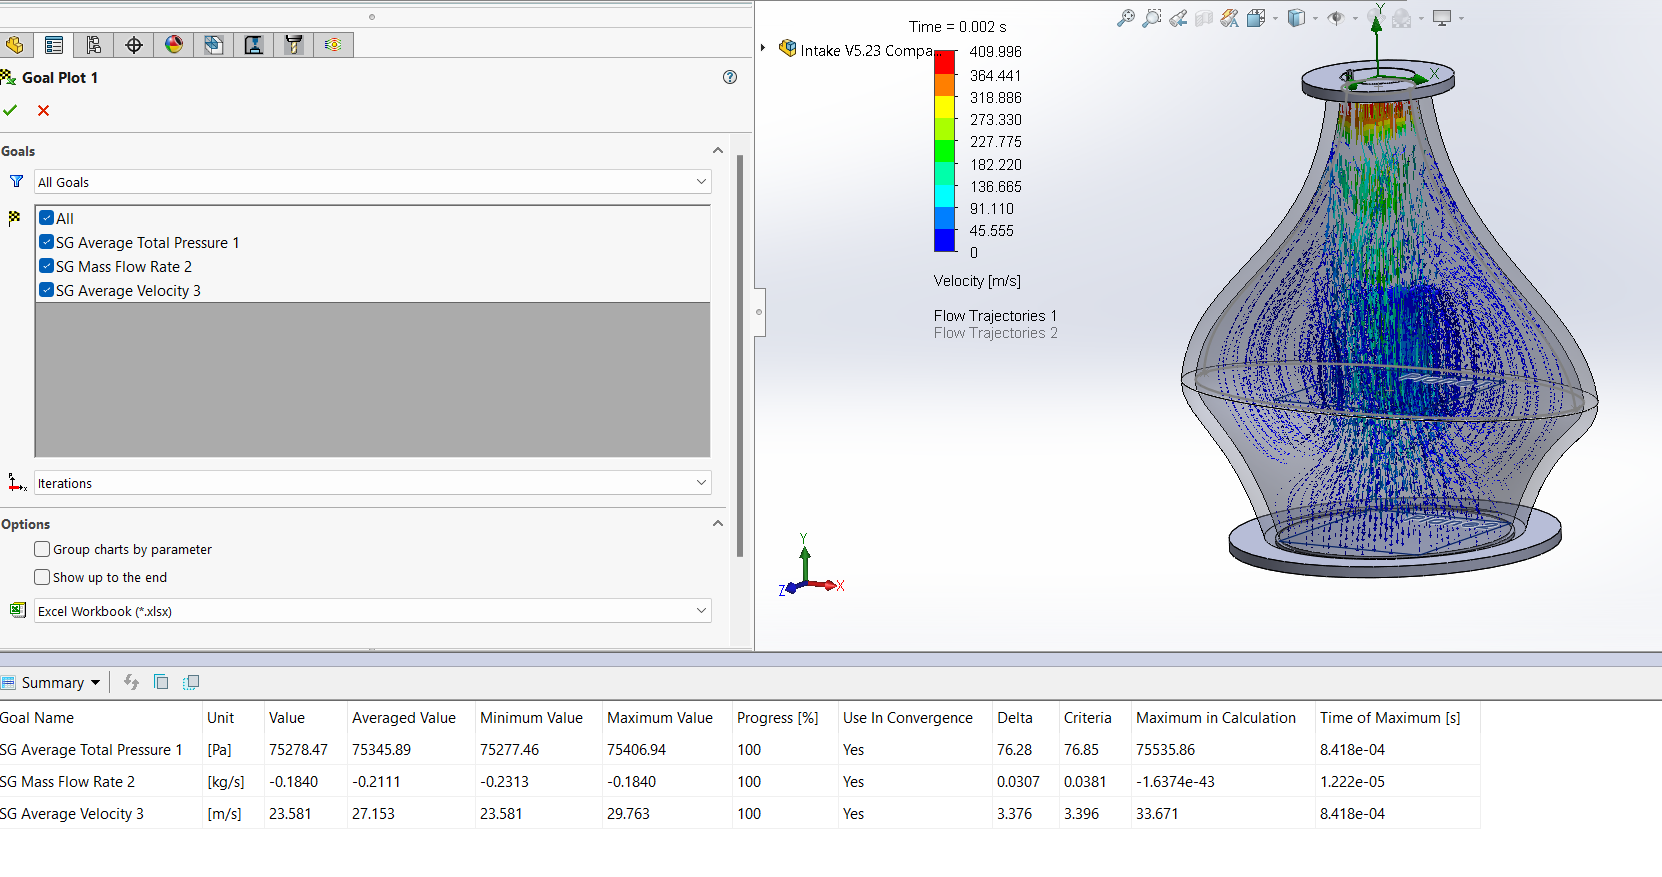 Goal Plot 1
Goals
All Goals
All
SG Average Total Pressure 1
SG Mass Flow Rate 2
SG Average Velocity 3
Iterations
Options
Group charts by parameter
Show up to the end
Excel Workbook (*.xlsx)
Time = 0.002 s
Intake V5.23 Compa...
409.996
364.441
318.886
273.330
227.775
182.220
136.665
91.110
45.555
0
Velocity [m/s]
Flow Trajectories 1
Flow Trajectories 2
Y
X
Y
Z
X
Summary
Goal Name Unit Value Averaged Value Minimum Value Maximum Value Progress [%] Use In Convergence Delta Criteria Maximum in Calculation Time of Maximum [s]
SG Average Total Pressure 1 [Pa] 75278.47 75345.89 75277.46 75406.94 100 Yes 76.28 76.85 75535.86 8.418e-04
SG Mass Flow Rate 2 [kg/s] -0.1840 -0.2111 -0.2313 -0.1840 100 Yes 0.0307 0.0381 -1.6374e-43 1.222e-05
SG Average Velocity 3 [m/s] 23.581 27.153 23.581 29.763 100 Yes 3.376 3.396 33.671 8.418e-04